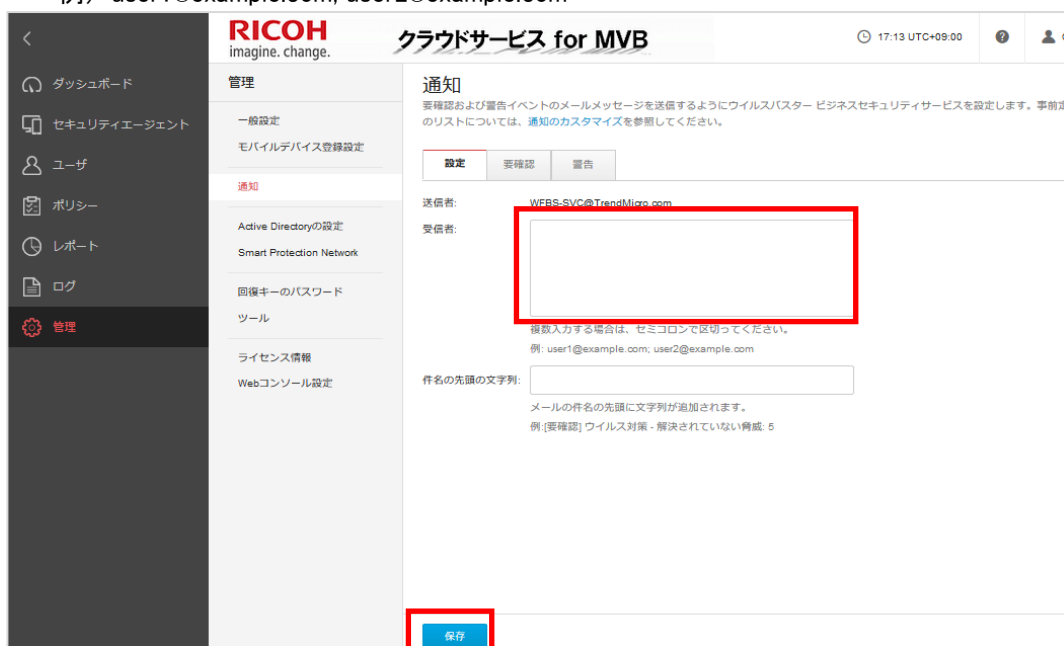 例) user1@example.com; user2@example.com
RICOH
imagine. change.
クラウドサービス for MVB
17:13 UTC+09:00
ダッシュボード
セキュリティエージェント
ユーザ
ポリシー
レポート
ログ
管理
管理
一般設定
モバイルデバイス登録設定
通知
Active Directoryの設定
Smart Protection Network
回復キーのパスワード
ツール
ライセンス情報
Webコンソール設定
通知
要確認および警告イベントのメールメッセージを送信するようにウイルスバスター ビジネスセキュリティサービスを設定します。事前定
のリストについては、通知のカスタマイズを参照してください。
設定 要確認 警告
送信者: WFBS-SVC@TrendMicro.com
受信者:
複数入力する場合は、セミコロンで区切ってください。
例: user1@example.com; user2@example.com
件名の先頭の文字列:
メールの件名の先頭に文字列が追加されます。
例:[要確認] ウイルス対策 - 解決されていない脅威: 5
保存